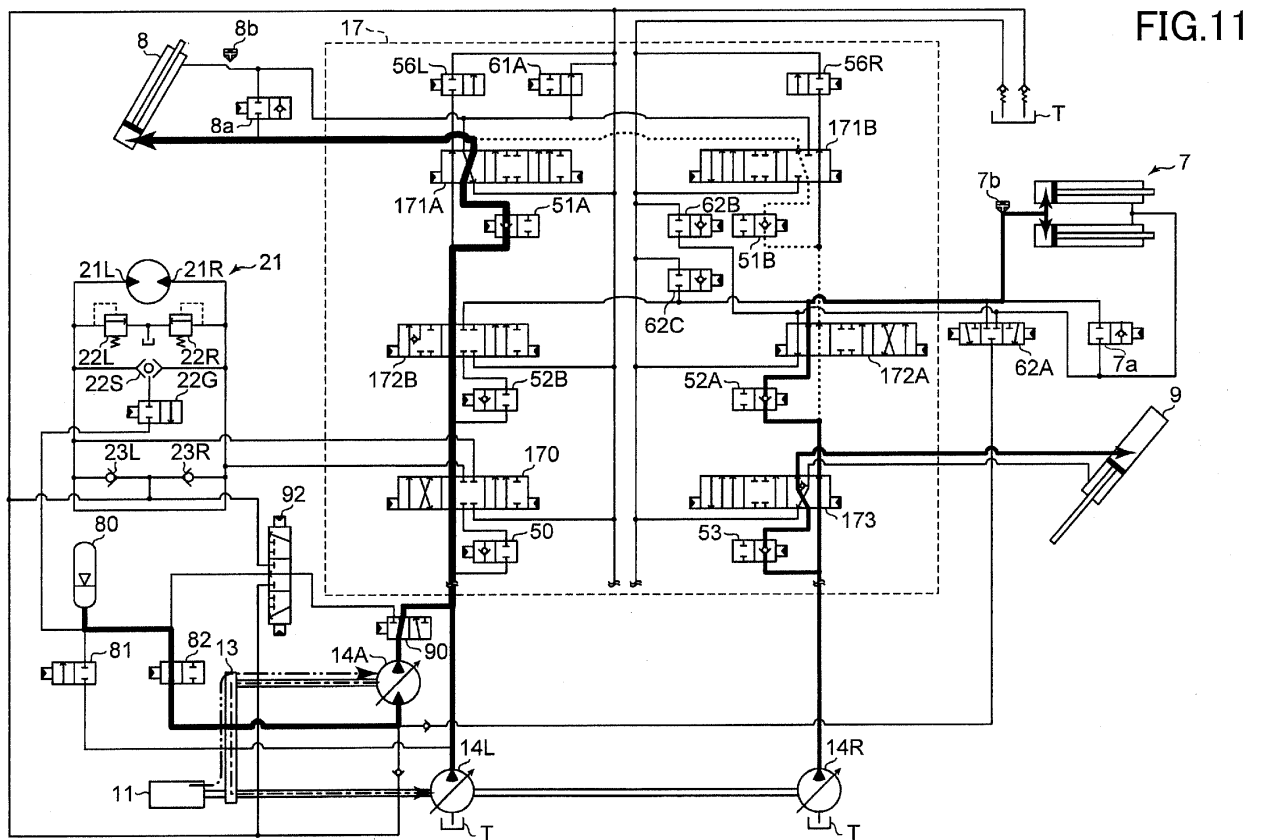 FIG.11
8b
17
8
56L
61A
56R
8a
T
171B
7
7b
171A
51A
62B
51B
21L
21R
21
62C
22L
22R
62A
7a
22S
22G
172B
52B
52A
172A
9
23L
23R
170
92
80
50
53
173
81
82
13
14A
90
14L
14R
11
T
T